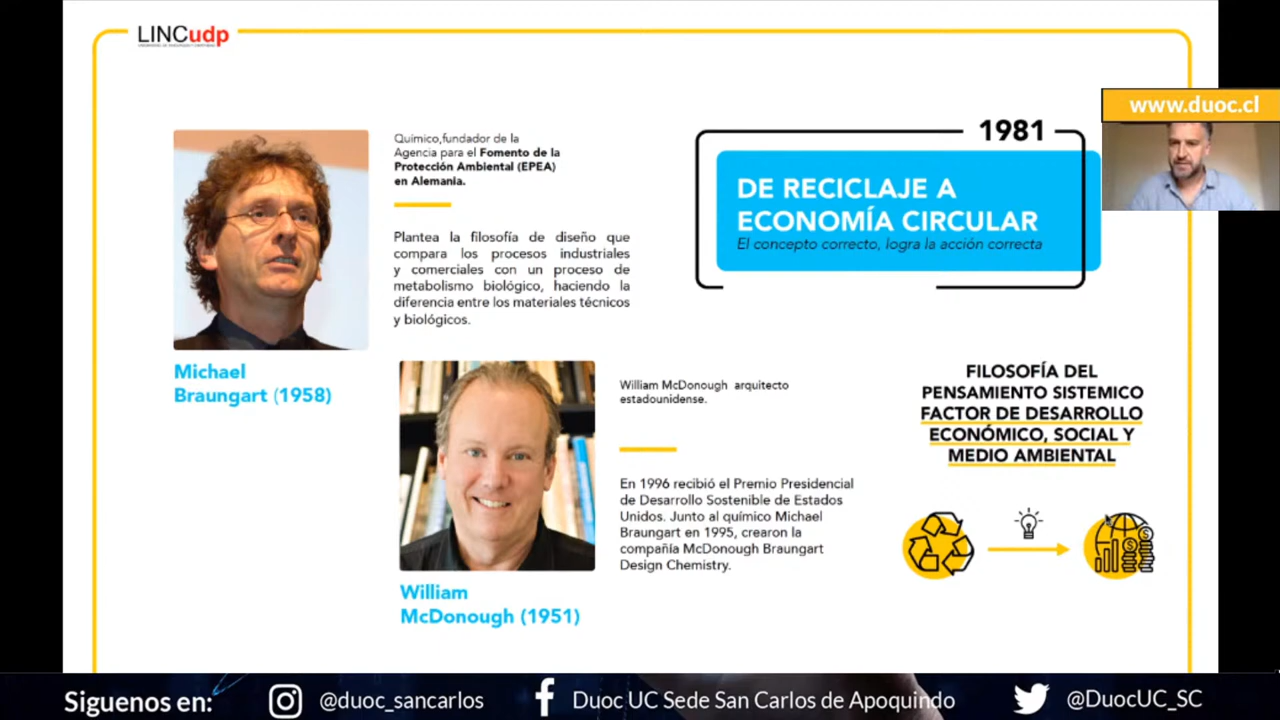 LINCudp
www.duoc.cl
Químico,fundador de la
Agencia para el Fomento de la
Protección Ambiental (EPEA)
en Alemania.
Plantea la filosofía de diseño que
compara los procesos industriales
y comerciales con un proceso de
metabolismo biológico, haciendo la
diferencia entre los materiales técnicos
y biológicos.
Michael
Braungart (1958)
1981
DE RECICLAJE A
ECONOMÍA CIRCULAR
El concepto correcto, logra la acción correcta
William McDonough arquitecto
estadounidense.
En 1996 recibió el Premio Presidencial
de Desarrollo Sostenible de Estados
Unidos. Junto al químico Michael
Braungart en 1995, crearon la
compañía McDonough Braungart
Design Chemistry.
William
McDonough (1951)
FILOSOFÍA DEL
PENSAMIENTO SISTEMICO
FACTOR DE DESARROLLO
ECONÓMICO, SOCIAL Y
MEDIO AMBIENTAL
Siguenos en:
@duoc_sancarlos
Duoc UC Sede San Carlos de Apoquindo
@DuocUC_SC